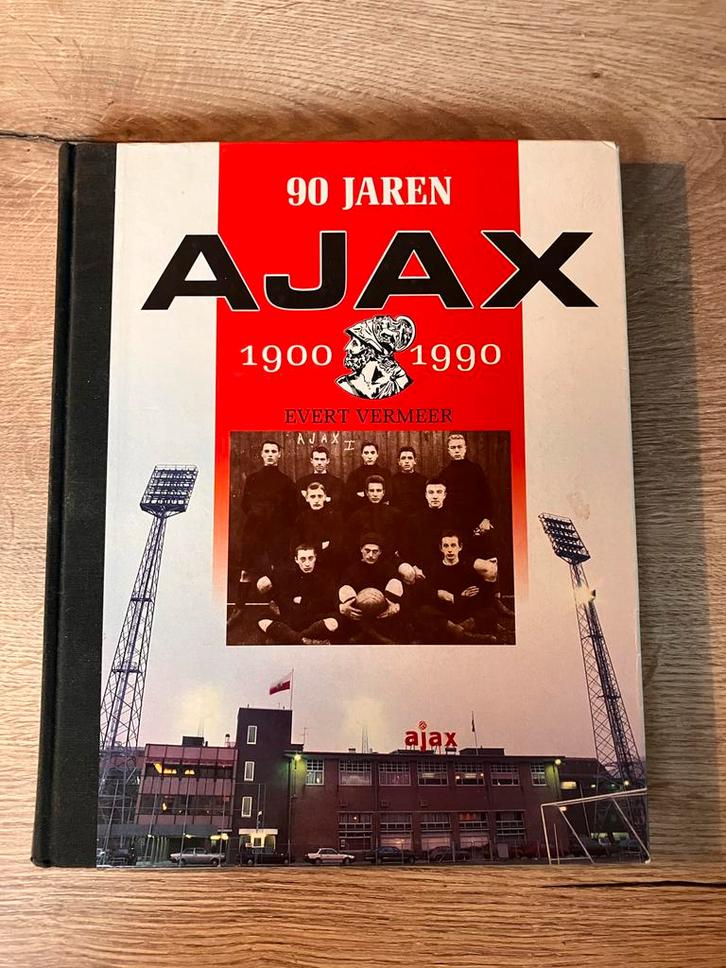 90 JAREN
AJAX
1900 1990
EVERT VERMEER
AJAX
I
ajax